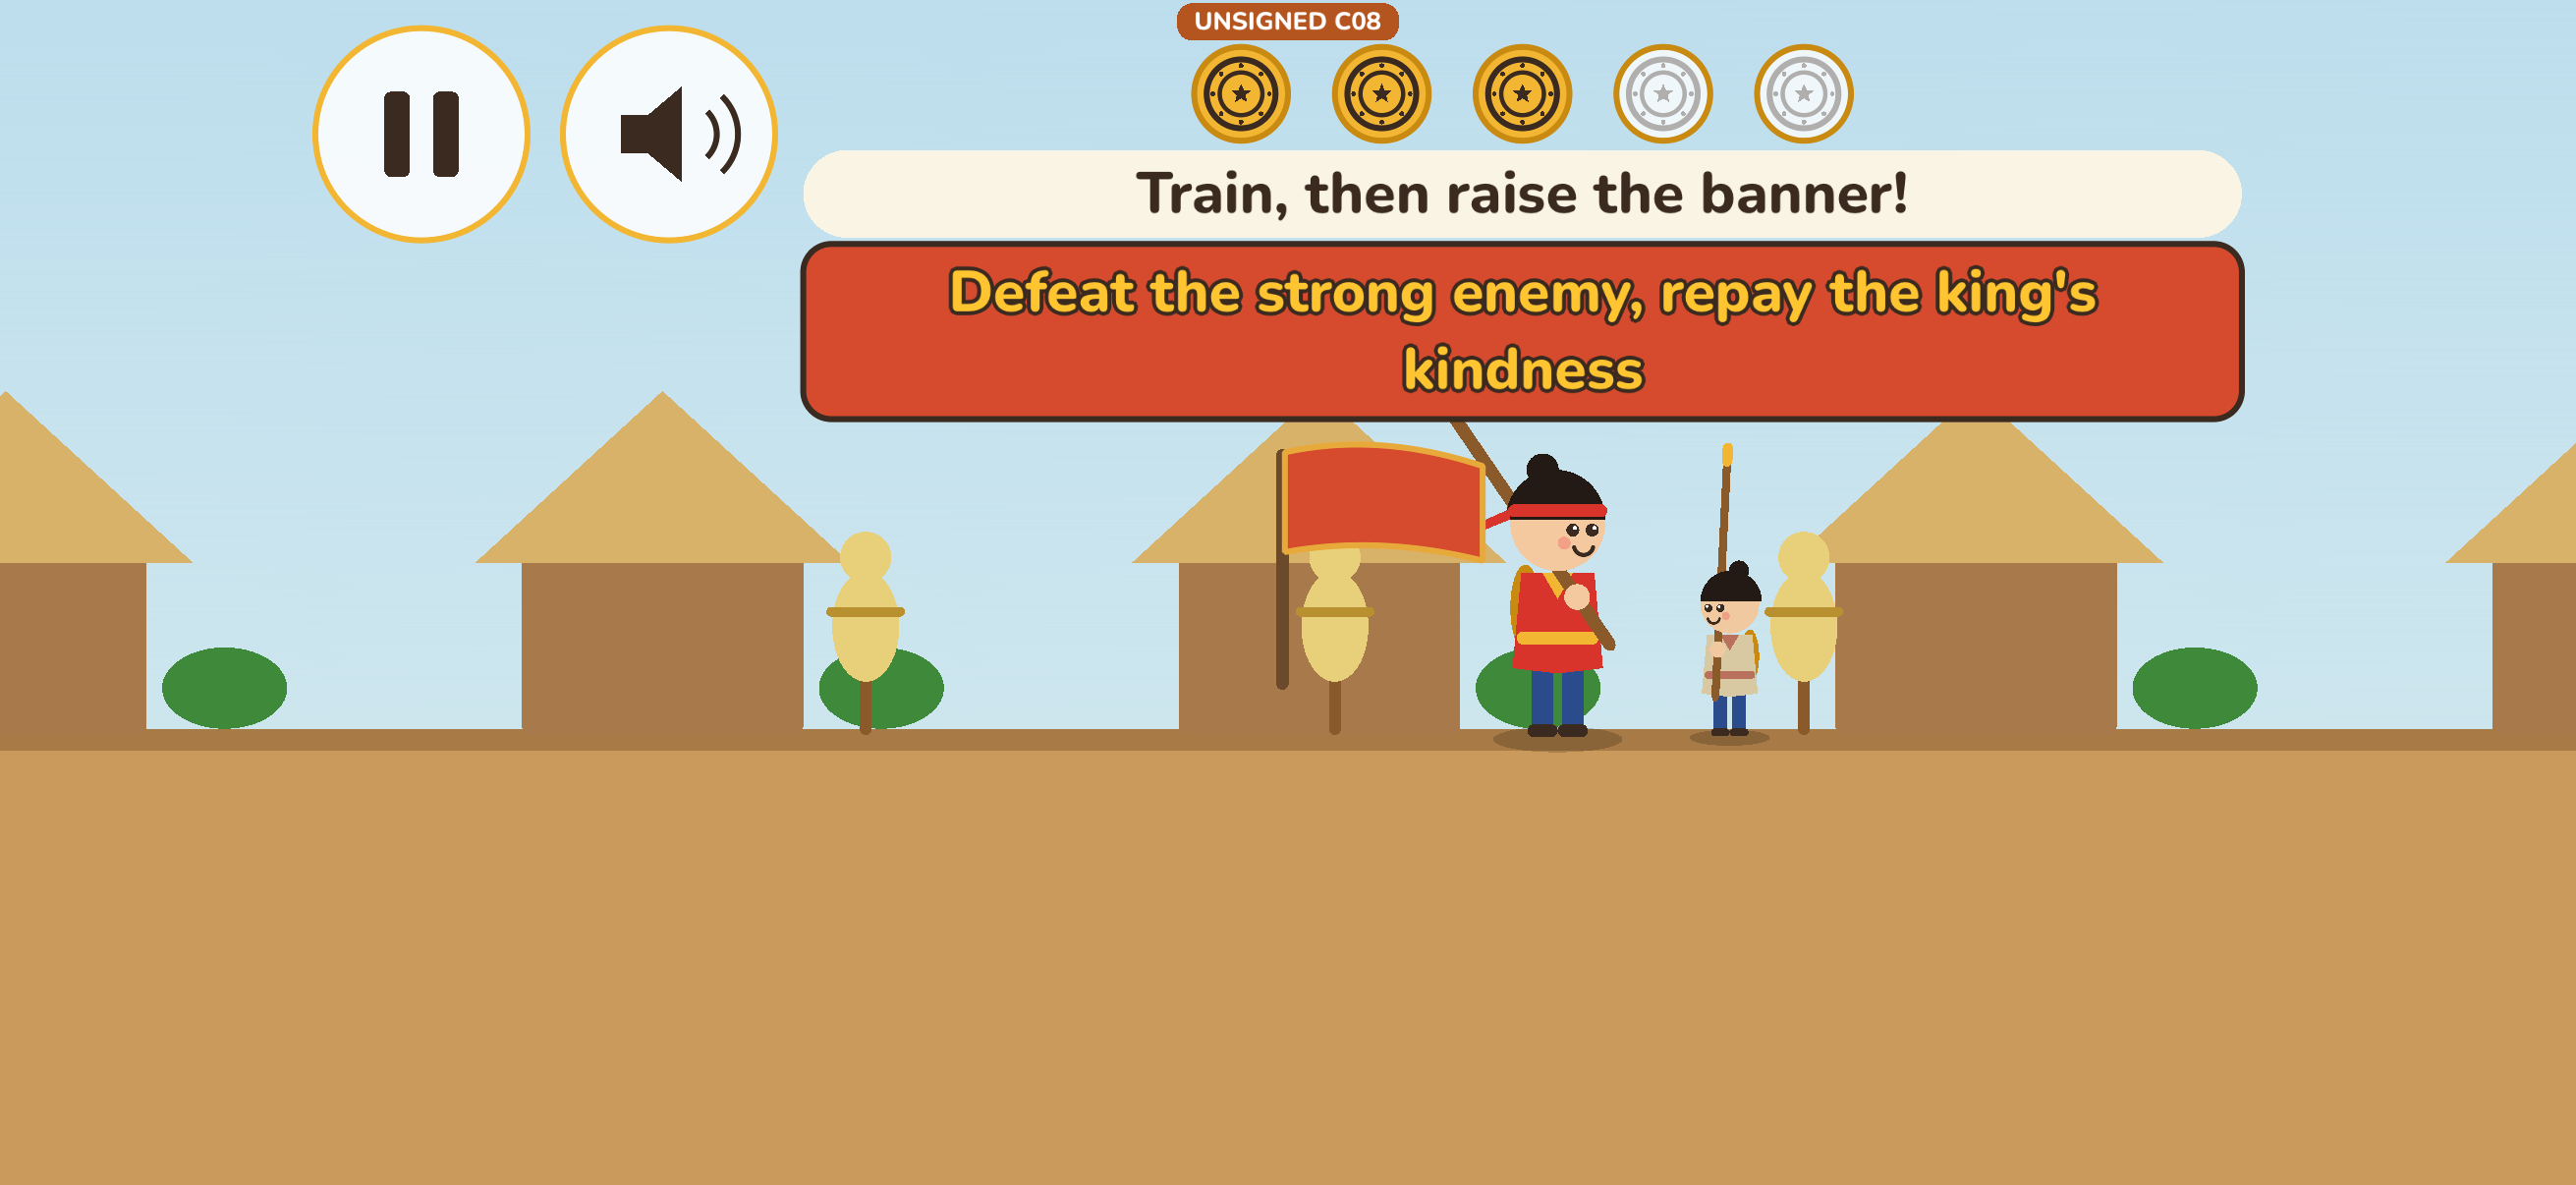 UNSIGNED C08
Train, then raise the banner!
Defeat the strong enemy, repay the king's
kindness